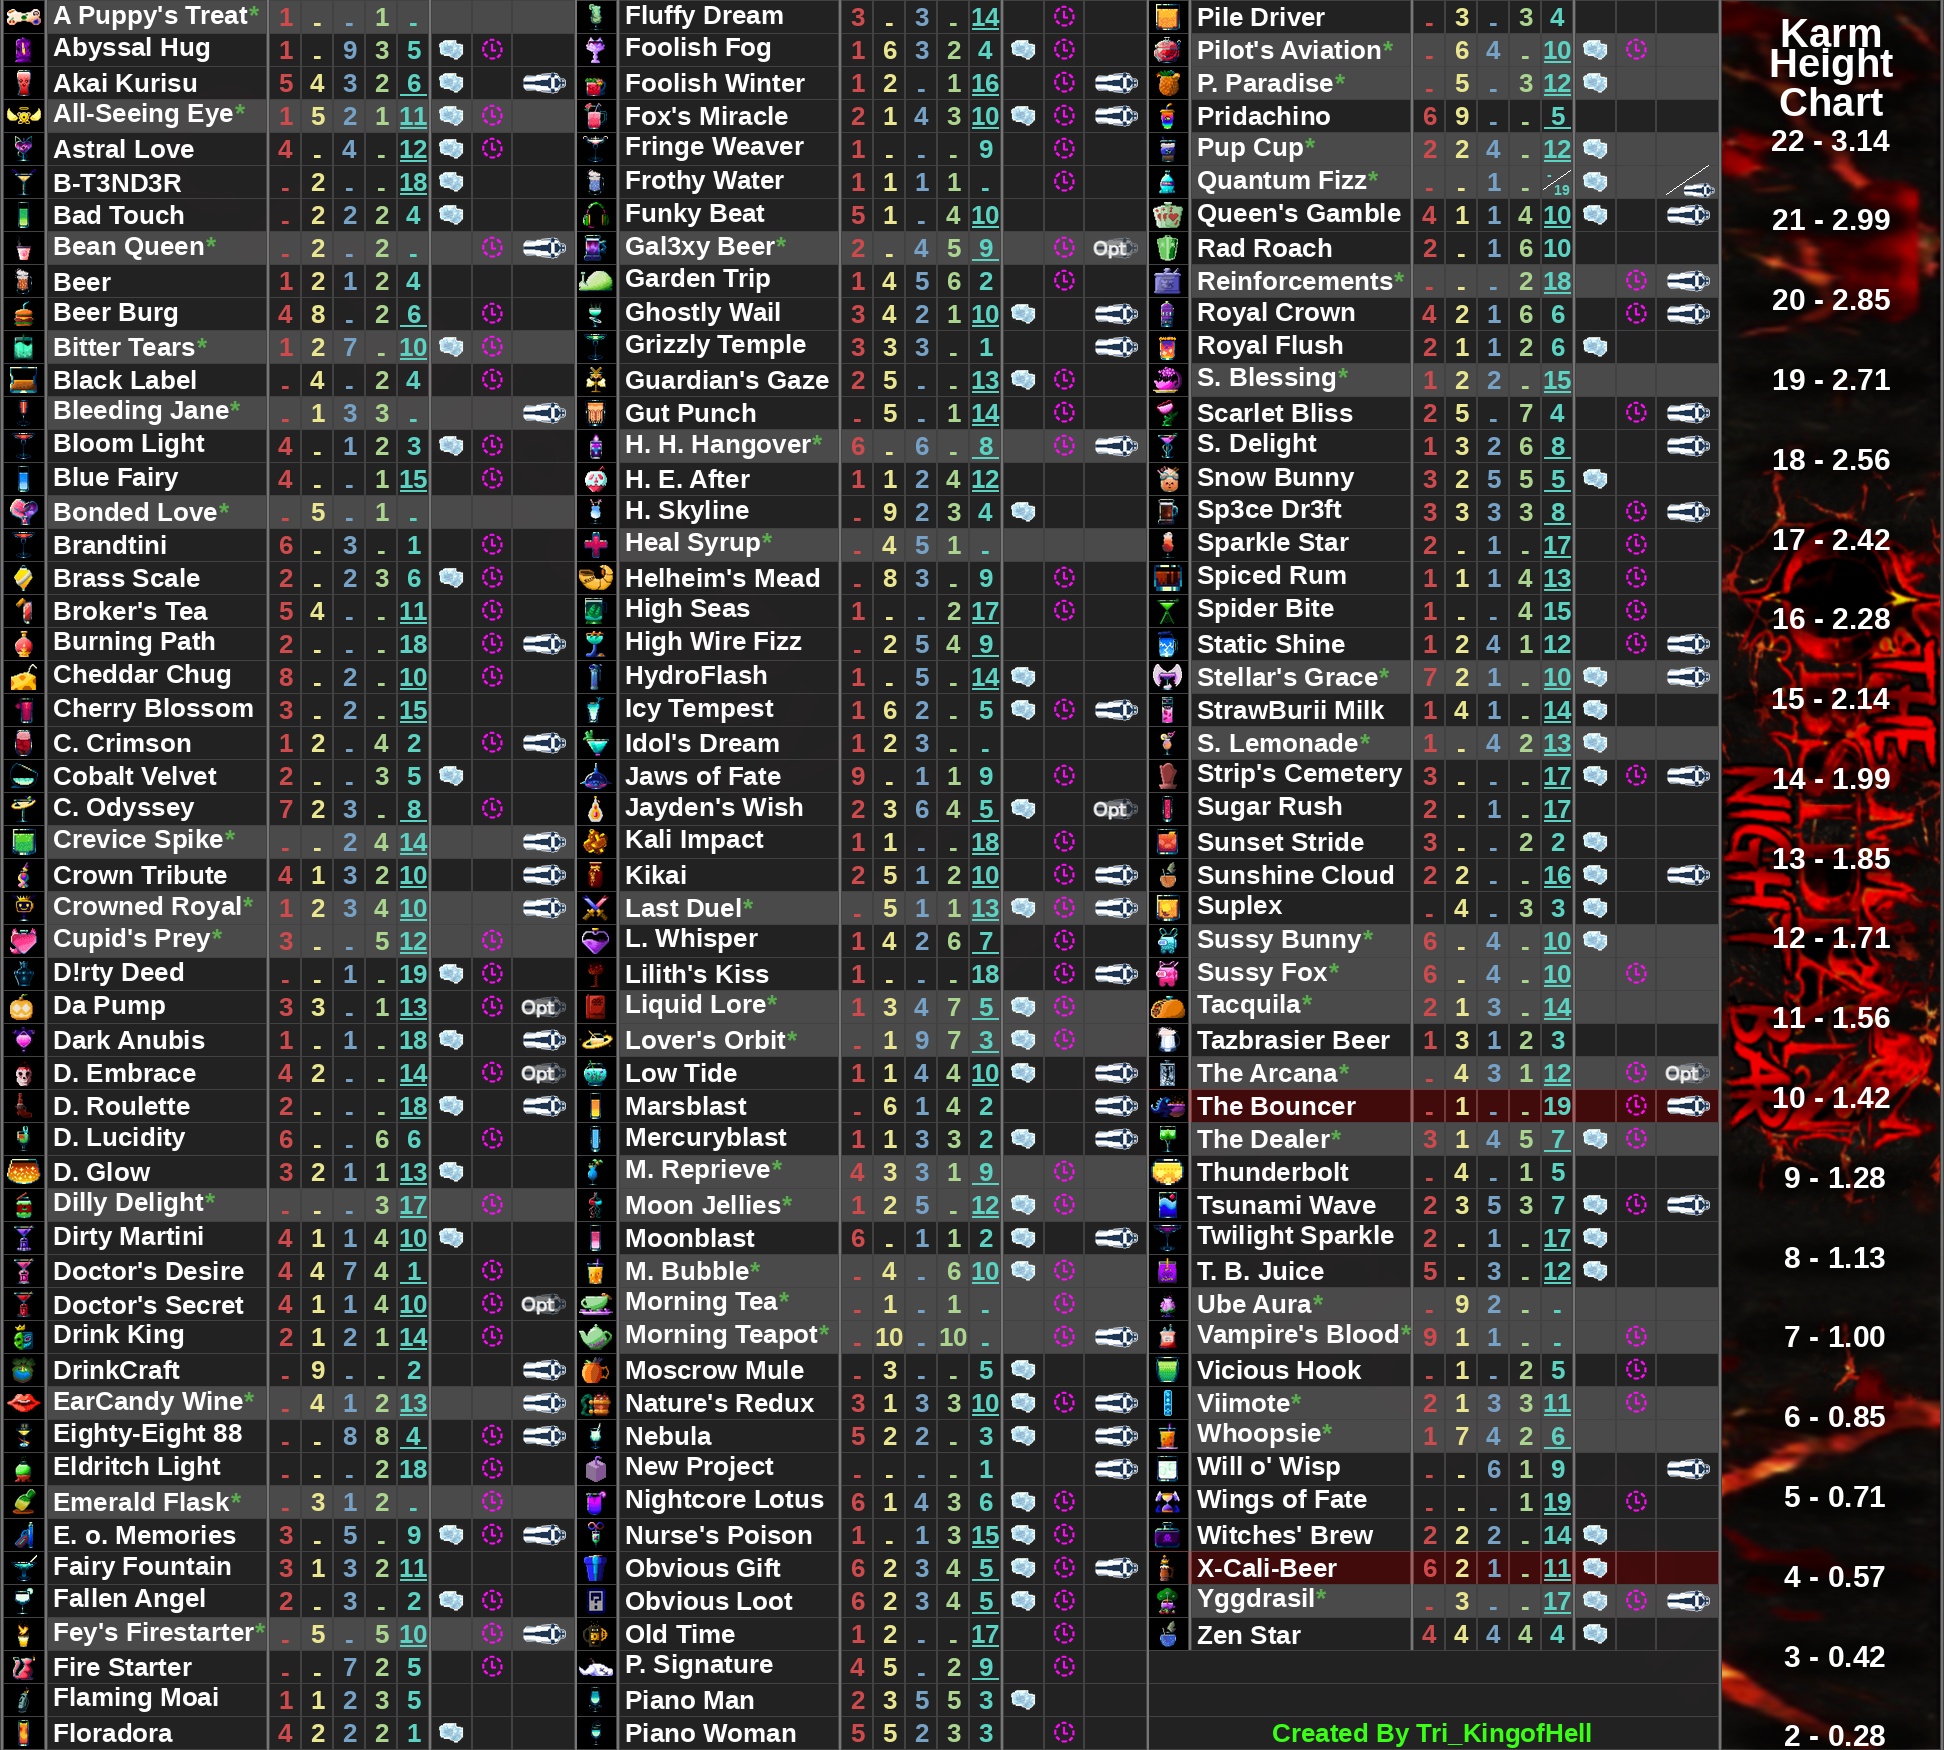 A Puppy's Treat* 1 - - 1 -
Abyssal Hug 1 - 9 3 5
Akai Kurisu 5 4 3 2 6
All-Seeing Eye* 1 5 2 1 11
Astral Love 4 - 4 - 12
B-T3ND3R - 2 - - 18
Bad Touch - 2 2 2 4
Bean Queen* - 2 - 2 -
Beer 1 2 1 2 4
Beer Burg 4 8 - 2 6
Bitter Tears* 1 2 7 - 10
Black Label - 4 - 2 4
Bleeding Jane* - 1 3 3 -
Bloom Light 4 - 1 2 3
Blue Fairy 4 - - 1 15
Bonded Love* - 5 - 1 -
Brandtini 6 - 3 - 1
Brass Scale 2 - 2 3 6
Broker's Tea 5 4 - - 11
Burning Path 2 - - - 18
Cheddar Chug 8 - 2 - 10
Cherry Blossom 3 - 2 - 15
C. Crimson 1 2 - 4 2
Cobalt Velvet 2 - - 3 5
C. Odyssey 7 2 3 - 8
Crevice Spike* - - 2 4 14
Crown Tribute 4 1 3 2 10
Crowned Royal* 1 2 3 4 10
Cupid's Prey* 3 - - 5 12
D!rty Deed - - 1 - 19
Da Pump 3 3 - 1 13 Opt
Dark Anubis 1 - 1 - 18
D. Embrace 4 2 - - 14 Opt
D. Roulette 2 - - - 18
D. Lucidity 6 - - 6 6
D. Glow 3 2 1 1 13
Dilly Delight* - - - 3 17
Dirty Martini 4 1 1 4 10
Doctor's Desire 4 4 7 4 1
Doctor's Secret 4 1 1 4 10 Opt
Drink King 2 1 2 1 14
DrinkCraft - 9 - - 2
EarCandy Wine* - 4 1 2 13
Eighty-Eight 88 - - 8 8 4
Eldritch Light - - - 2 18
Emerald Flask* - 3 1 2 -
E. o. Memories 3 - 5 - 9
Fairy Fountain 3 1 3 2 11
Fallen Angel 2 - 3 - 2
Fey's Firestarter* - 5 - 5 10
Fire Starter - - 7 2 5
Flaming Moai 1 1 2 3 5
Floradora 4 2 2 2 1
Fluffy Dream 3 - 3 - 14
Foolish Fog 1 6 3 2 4
Foolish Winter 1 2 - 1 16
Fox's Miracle 2 1 4 3 10
Fringe Weaver 1 - - - 9
Frothy Water 1 1 1 1 -
Funky Beat 5 1 - 4 10
Gal3xy Beer* 2 - 4 5 9 Opt
Garden Trip 1 4 5 6 2
Ghostly Wail 3 4 2 1 10
Grizzly Temple 3 3 3 - 1
Guardian's Gaze 2 5 - - 13
Gut Punch - 5 - 1 14
H. H. Hangover* 6 - 6 - 8
H. E. After 1 1 2 4 12
H. Skyline - 9 2 3 4
Heal Syrup* - 4 5 1 -
Helheim's Mead - 8 3 - 9
High Seas 1 - - 2 17
High Wire Fizz - 2 5 4 9
HydroFlash 1 - 5 - 14
Icy Tempest 1 6 2 - 5
Idol's Dream 1 2 3 - -
Jaws of Fate 9 - 1 1 9
Jayden's Wish 2 3 6 4 5 Opt
Kali Impact 1 1 - - 18
Kikai 2 5 1 2 10
Last Duel* - 5 1 1 13
L. Whisper 1 4 2 6 7
Lilith's Kiss 1 - - - 18
Liquid Lore* 1 3 4 7 5
Lover's Orbit* - 1 9 7 3
Low Tide 1 1 4 4 10
Marsblast - 6 1 4 2
Mercuryblast 1 1 3 3 2
M. Reprieve* 4 3 3 1 9
Moon Jellies* 1 2 5 - 12
Moonblast 6 - 1 1 2
M. Bubble* - 4 - 6 10
Morning Tea* - 1 - 1 -
Morning Teapot* - 10 - 10 -
Moscrow Mule - 3 - - 5
Nature's Redux 3 1 3 3 10
Nebula 5 2 2 - 3
New Project - - - - 1
Nightcore Lotus 6 1 4 3 6
Nurse's Poison 1 - 1 3 15
Obvious Gift 6 2 3 4 5
Obvious Loot 6 2 3 4 5
Old Time 1 2 - - 17
P. Signature 4 5 - 2 9
Piano Man 2 3 5 5 3
Piano Woman 5 5 2 3 3
Pile Driver - 3 - 3 4
Pilot's Aviation* - 6 4 - 10
P. Paradise* - 5 - 3 12
Pridachino 6 9 - - 5
Pup Cup* 2 2 4 - 12
Quantum Fizz* - - 1 - -/19
Queen's Gamble 4 1 1 4 10
Rad Roach 2 - 1 6 10
Reinforcements* - - - 2 18
Royal Crown 4 2 1 6 6
Royal Flush 2 1 1 2 6
S. Blessing* 1 2 2 - 15
Scarlet Bliss 2 5 - 7 4
S. Delight 1 3 2 6 8
Snow Bunny 3 2 5 5 5
Sp3ce Dr3ft 3 3 3 3 8
Sparkle Star 2 - 1 - 17
Spiced Rum 1 1 1 4 13
Spider Bite 1 - - 4 15
Static Shine 1 2 4 1 12
Stellar's Grace* 7 2 1 - 10
StrawBurii Milk 1 4 1 - 14
S. Lemonade* 1 - 4 2 13
Strip's Cemetery 3 - - - 17
Sugar Rush 2 - 1 - 17
Sunset Stride 3 - - 2 2
Sunshine Cloud 2 2 - - 16
Suplex - 4 - 3 3
Sussy Bunny* 6 - 4 - 10
Sussy Fox* 6 - 4 - 10
Tacquila* 2 1 3 - 14
Tazbrasier Beer 1 3 1 2 3
The Arcana* - 4 3 1 12 Opt
The Bouncer - 1 - - 19
The Dealer* 3 1 4 5 7
Thunderbolt - 4 - 1 5
Tsunami Wave 2 3 5 3 7
Twilight Sparkle 2 - 1 - 17
T. B. Juice 5 - 3 - 12
Ube Aura* - 9 2 - -
Vampire's Blood* 9 1 1 - -
Vicious Hook - 1 - 2 5
Viimote* 2 1 3 3 11
Whoopsie* 1 7 4 2 6
Will o' Wisp - - 6 1 9
Wings of Fate - - - 1 19
Witches' Brew 2 2 2 - 14
X-Cali-Beer 6 2 1 - 11
Yggdrasil* - 3 - - 17
Zen Star 4 4 4 4 4
Created By Tri_KingofHell
Karm
Height
Chart
22 - 3.14
21 - 2.99
20 - 2.85
19 - 2.71
18 - 2.56
17 - 2.42
16 - 2.28
15 - 2.14
14 - 1.99
13 - 1.85
12 - 1.71
11 - 1.56
10 - 1.42
9 - 1.28
8 - 1.13
7 - 1.00
6 - 0.85
5 - 0.71
4 - 0.57
3 - 0.42
2 - 0.28
THE
NIGHT
BAR